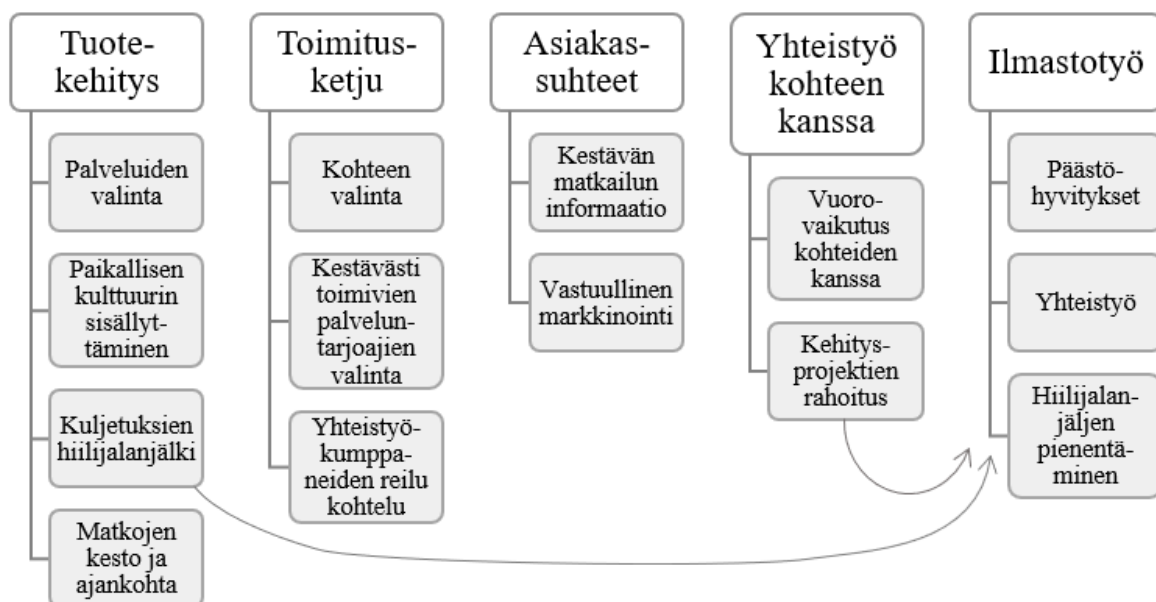 Tuote-
kehitys
Palveluiden
valinta
Paikallisen
kulttuurin
sisällyt-
täminen
Kuljetuksien
hiilijalanjälki
Matkojen
kesto ja
ajankohta
Toimitus-
ketju
Kohteen
valinta
Kestävästi
toimivien
palvelun-
tarjoajien
valinta
Yhteistyö-
kumppa-
neiden reilu
kohtelu
Asiakas-
suhteet
Kestävän
matkailun
informaatio
Vastuullinen
markkinointi
Yhteistyö
kohteen
kanssa
Vuoro-
vaikutus
kohteiden
kanssa
Kehitys-
projektien
rahoitus
Ilmastotyö
Päästö-
hyvitykset
Yhteistyö
Hiilijalan-
jäljen
pienentä-
minen